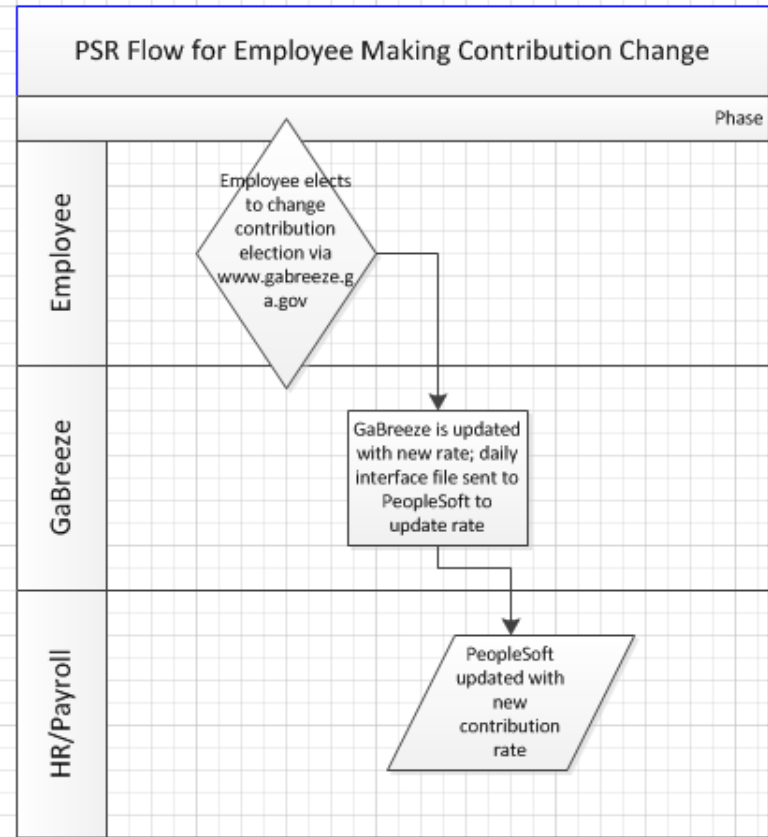 PSR Flow for Employee Making Contribution Change
Phase
Employee
Employee elects
to change
contribution
election via
www.gabreeze.g
a.gov
GaBreeze
GaBreeze is updated
with new rate; daily
interface file sent to
PeopleSoft to
update rate
HR/Payroll
PeopleSoft
updated with
new
contribution
rate